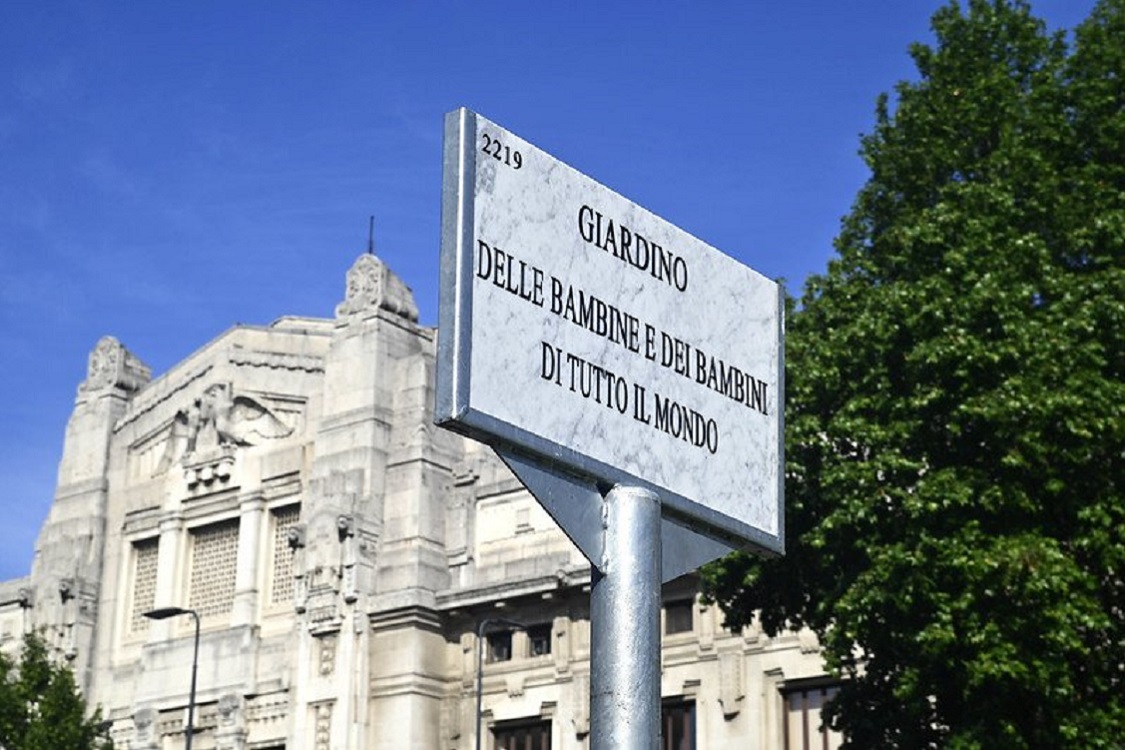 2219
GIARDINO
DELLE BAMBINE E DEI BAMBINI
DI TUTTO IL MONDO